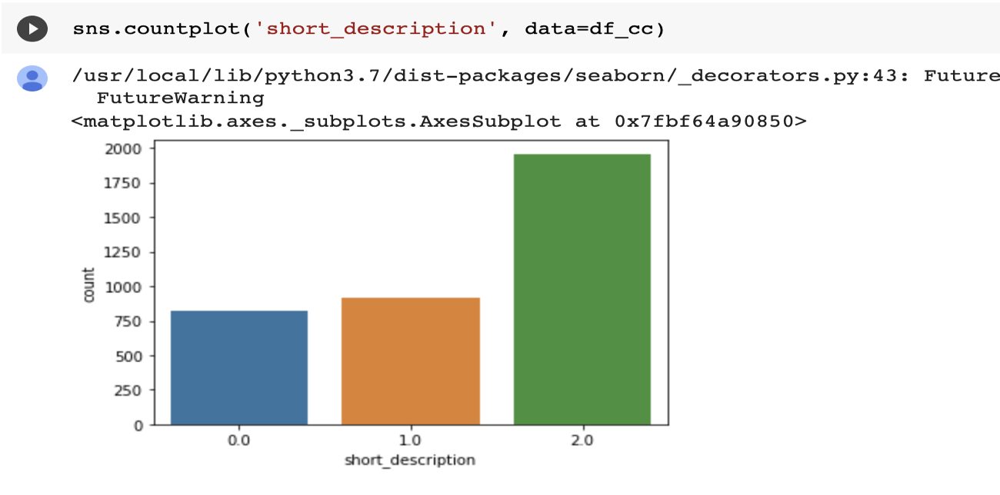 sns.countplot('short_description', data=df_cc)
/usr/local/lib/python3.7/dist-packages/seaborn/_decorators.py:43: Future
FutureWarning
<matplotlib.axes._subplots.AxesSubplot at 0x7fbf64a90850>
2000
1750
1500
1250
1000
750
500
250
0
count
0.0 1.0 2.0
short_description